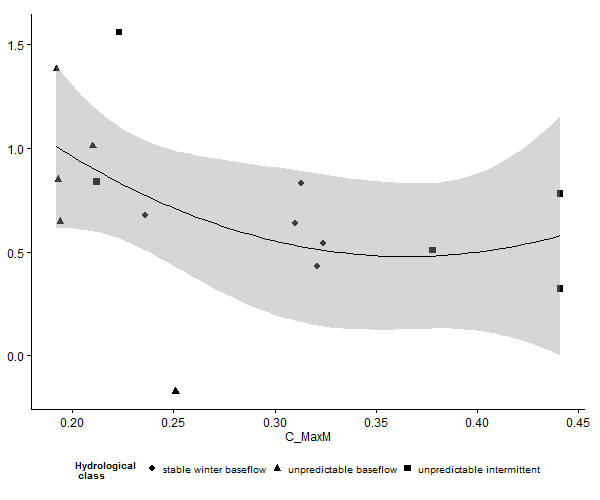 1.5
1.0
0.5
0.0
0.20 0.25 0.30 0.35 0.40 0.45
C_MaxM
Hydrological
class
stable winter baseflow unpredictable baseflow unpredictable intermittent